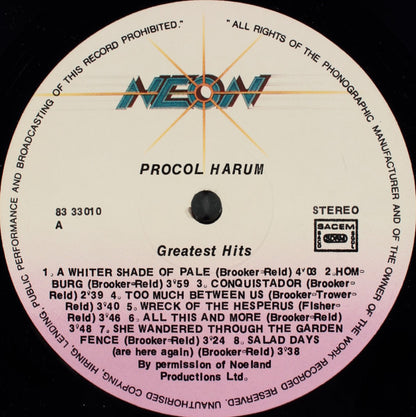 "ALL RIGHTS OF THE PHONOGRAPHIC MANUFACTURER AND OF THE OWNER OF THE WORK RECORDED RESERVED. UNAUTHORISED COPYING, HIRING, LENDING, PUBLIC PERFORMANCE AND BROADCASTING OF THIS RECORD PROHIBITED."
NEON
PROCOL HARUM
83 33010
STEREO
A
SACEM
SACD
SDRM
SGDL
Greatest Hits
1. A WHITER SHADE OF PALE (Brooker-Reid) 4'03 2. HOM-
BURG (Brooker-Reid) 3'59 3. CONQUISTADOR (Brooker-
Reid) 2'39 4. TOO MUCH BETWEEN US (Brooker-Trower-
Reid) 3'40 5. WRECK OF THE HESPERUS (Fisher-
Reid) 3'46 6. ALL THIS AND MORE (Brooker-Reid)
3'48 7. SHE WANDERED THROUGH THE GARDEN
FENCE (Brooker-Reid) 3'24 8. SALAD DAYS
(are here again) (Brooker-Reid) 3'38
By permission of Noeland
Productions Ltd.